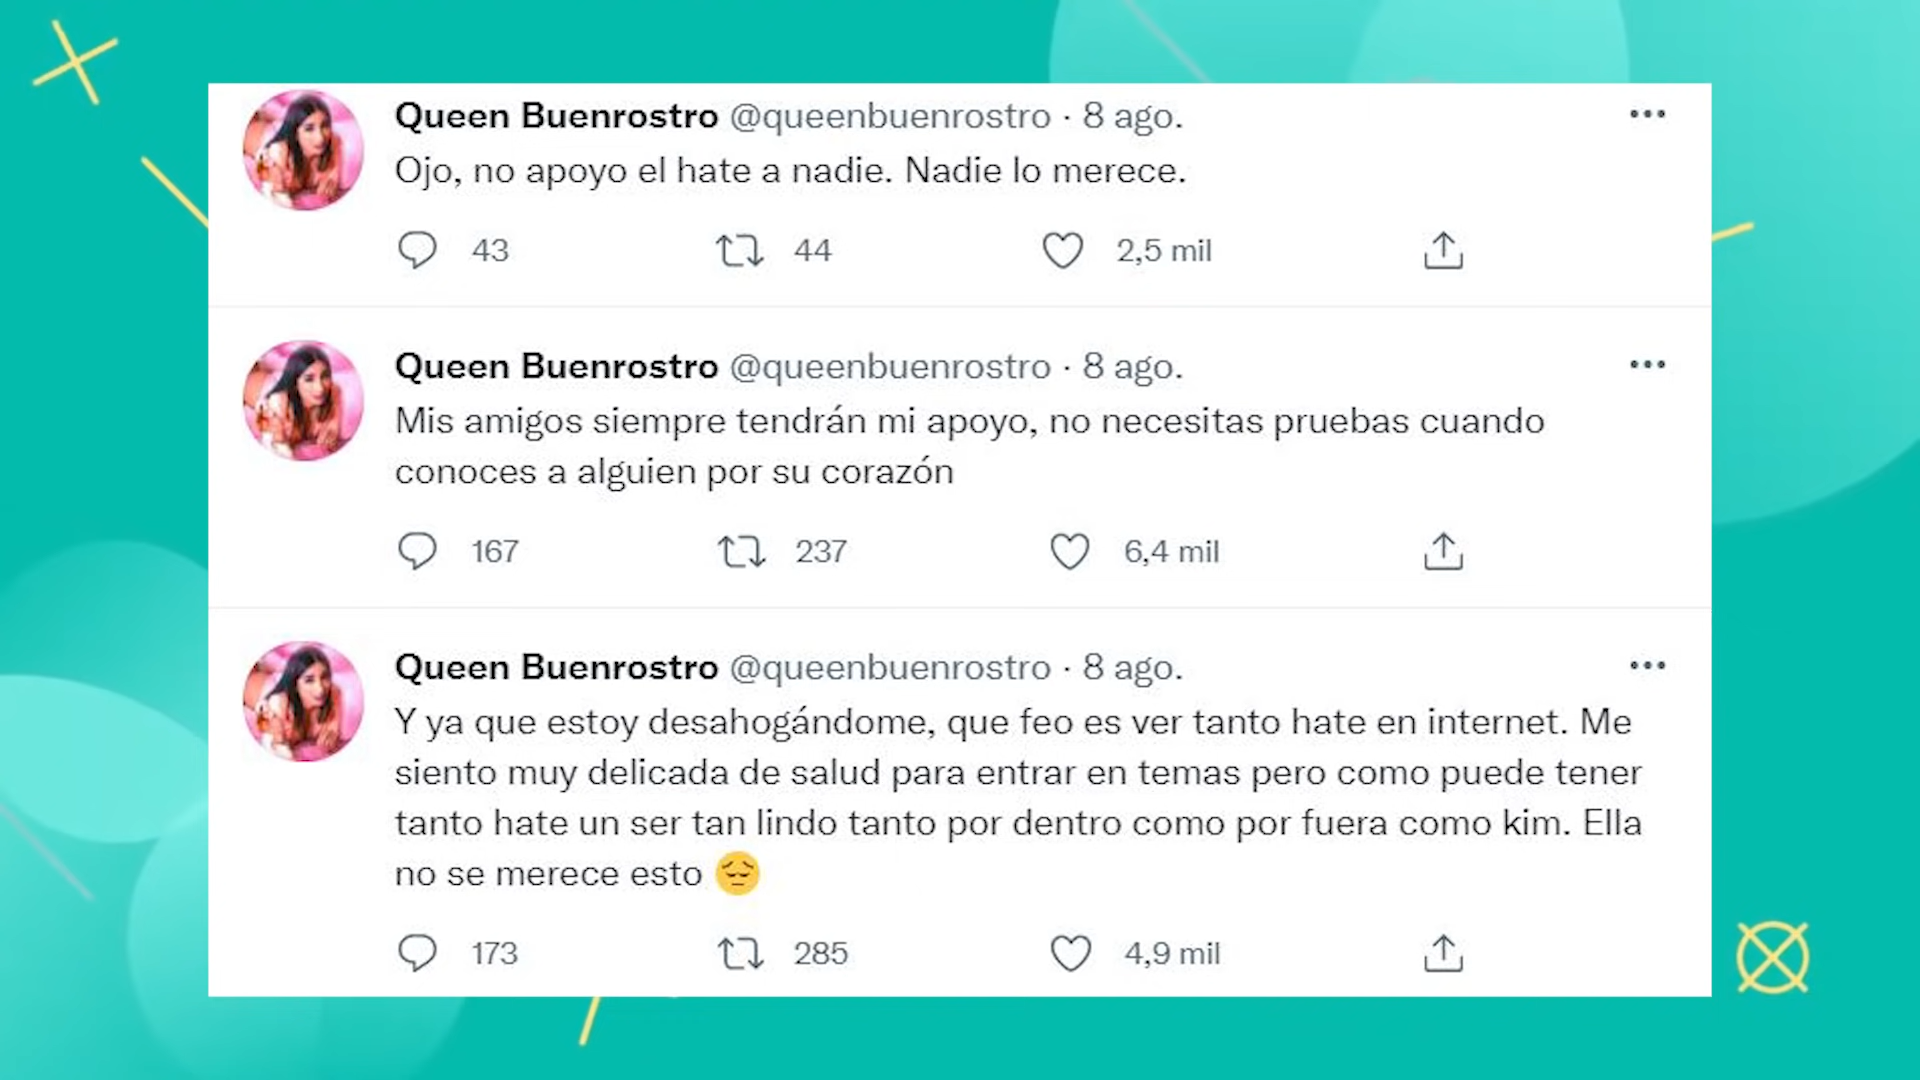 Queen Buenrostro @queenbuenrostro · 8 ago.
Ojo, no apoyo el hate a nadie. Nadie lo merece.
43 44 2,5 mil
Queen Buenrostro @queenbuenrostro · 8 ago.
Mis amigos siempre tendrán mi apoyo, no necesitas pruebas cuando
conoces a alguien por su corazón
167 237 6,4 mil
Queen Buenrostro @queenbuenrostro · 8 ago.
Y ya que estoy desahogándome, que feo es ver tanto hate en internet. Me
siento muy delicada de salud para entrar en temas pero como puede tener
tanto hate un ser tan lindo tanto por dentro como por fuera como kim. Ella
no se merece esto 😔
173 285 4,9 mil